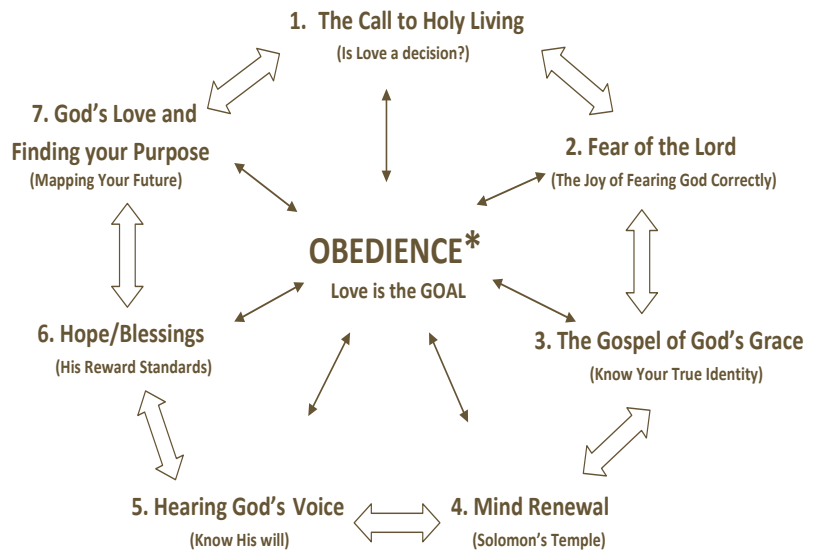 1. The Call to Holy Living
(Is Love a decision?)
7. God's Love and
Finding your Purpose
(Mapping Your Future)
2. Fear of the Lord
(The Joy of Fearing God Correctly)
OBEDIENCE*
Love is the GOAL
6. Hope/Blessings
(His Reward Standards)
3. The Gospel of God's Grace
(Know Your True Identity)
5. Hearing God's Voice
(Know His will)
4. Mind Renewal
(Solomon's Temple)